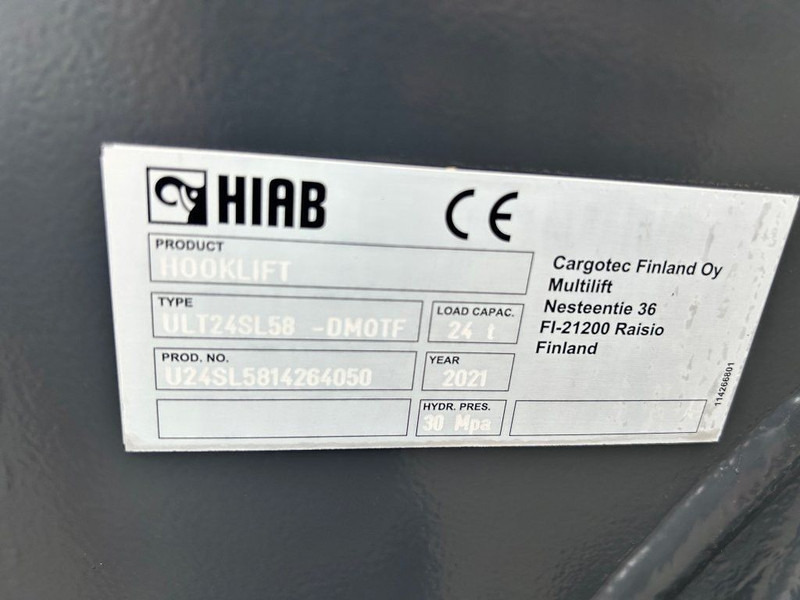 HIAB
CE
PRODUCT
HOOKLIFT
TYPE
ULT24SL58 -DMOTF
LOAD CAPAC.
24 t
PROD. NO.
U24SL5814264050
YEAR
2021
HYDR. PRES.
30 Mpa
Cargotec Finland Oy
Multilift
Nesteentie 36
FI-21200 Raisio
Finland
114266801